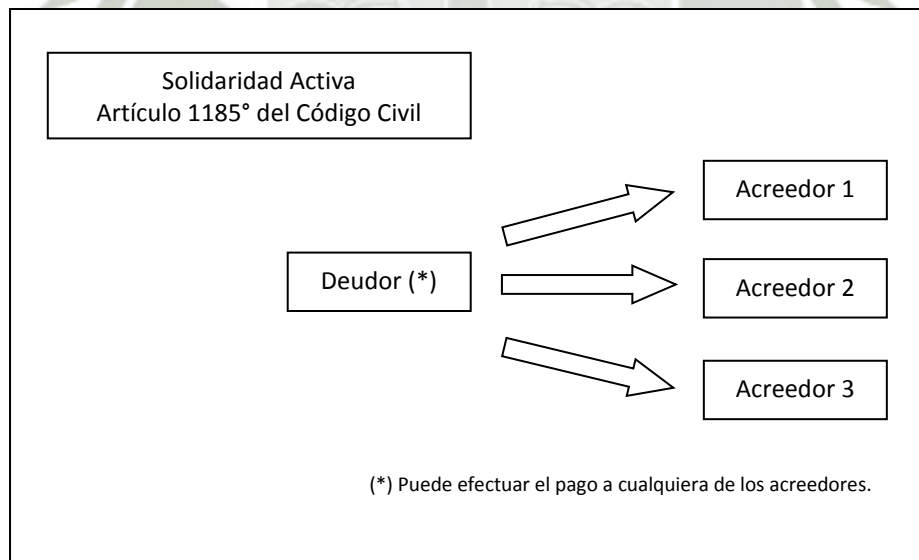 Solidaridad Activa
Artículo 1185° del Código Civil
Acreedor 1
Deudor (*)
Acreedor 2
Acreedor 3
(*) Puede efectuar el pago a cualquiera de los acreedores.